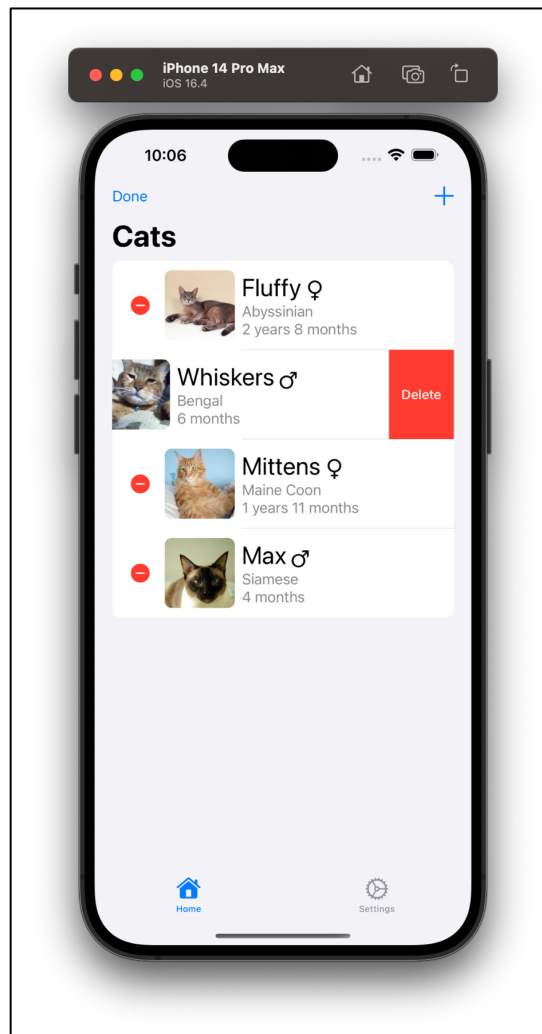 iPhone 14 Pro Max
iOS 16.4
10:06
Done
Cats
Fluffy ♀
Abyssinian
2 years 8 months
Whiskers ♂
Bengal
6 months
Delete
Mittens ♀
Maine Coon
1 years 11 months
Max ♂
Siamese
4 months
Home
Settings